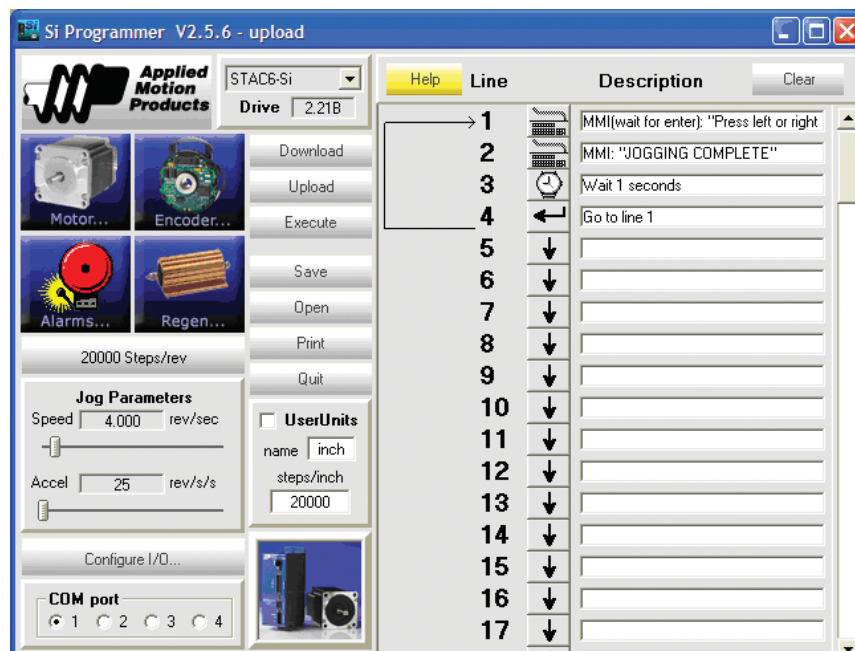 Si Programmer V2.5.6 - upload
Applied
Motion
Products
STAC6-Si
Drive 2.21B
Motor...
Encoder...
Alarms...
Regen...
20000 Steps/rev
Jog Parameters
Speed 4.000 rev/sec
Accel 25 rev/s/s
Configure I/O...
COM port
1 2 3 4
Download
Upload
Execute
Save
Open
Print
Quit
UserUnits
name inch
steps/inch
20000
Help Line Description Clear
1 MMI(wait for enter): "Press left or right
2 MMI: "JOGGING COMPLETE"
3 Wait 1 seconds
4 Go to line 1
5
6
7
8
9
10
11
12
13
14
15
16
17